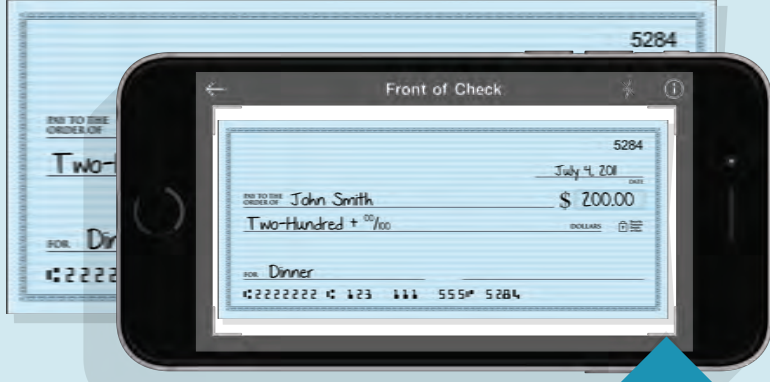 5284
PAY TO THE
ORDER OF
Two-
FOR Din
⑆2222
Front of Check
5284
July 4, 2011
DATE
PAY TO THE
ORDER OF John Smith $ 200.00
Two-Hundred + 00/100 DOLLARS
FOR Dinner
⑆2222222 ⑆ 123 111 555⑈ 5284